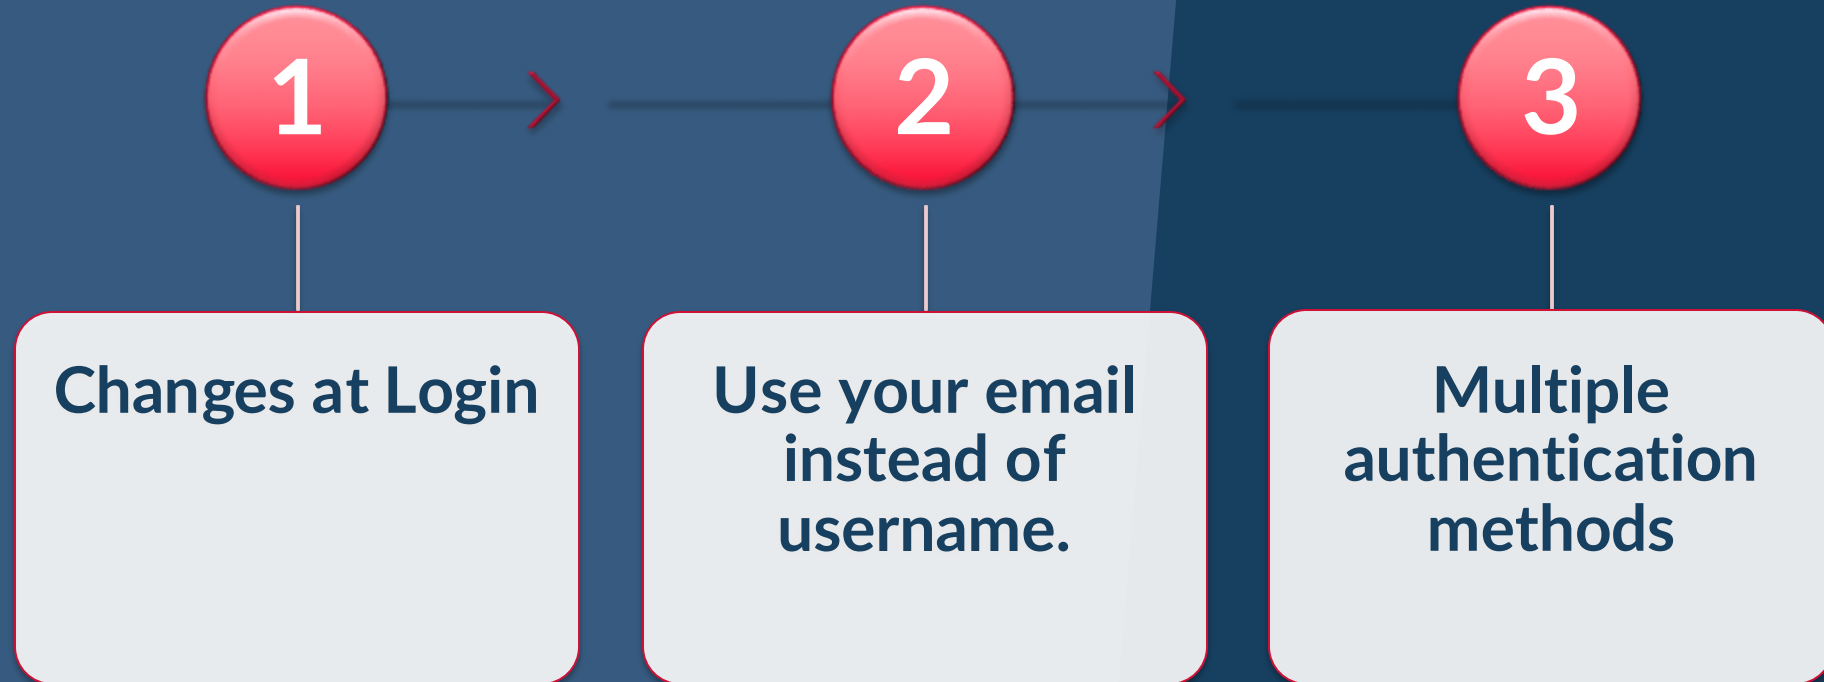 1
2
3
Changes at Login
Use your email
instead of
username.
Multiple
authentication
methods